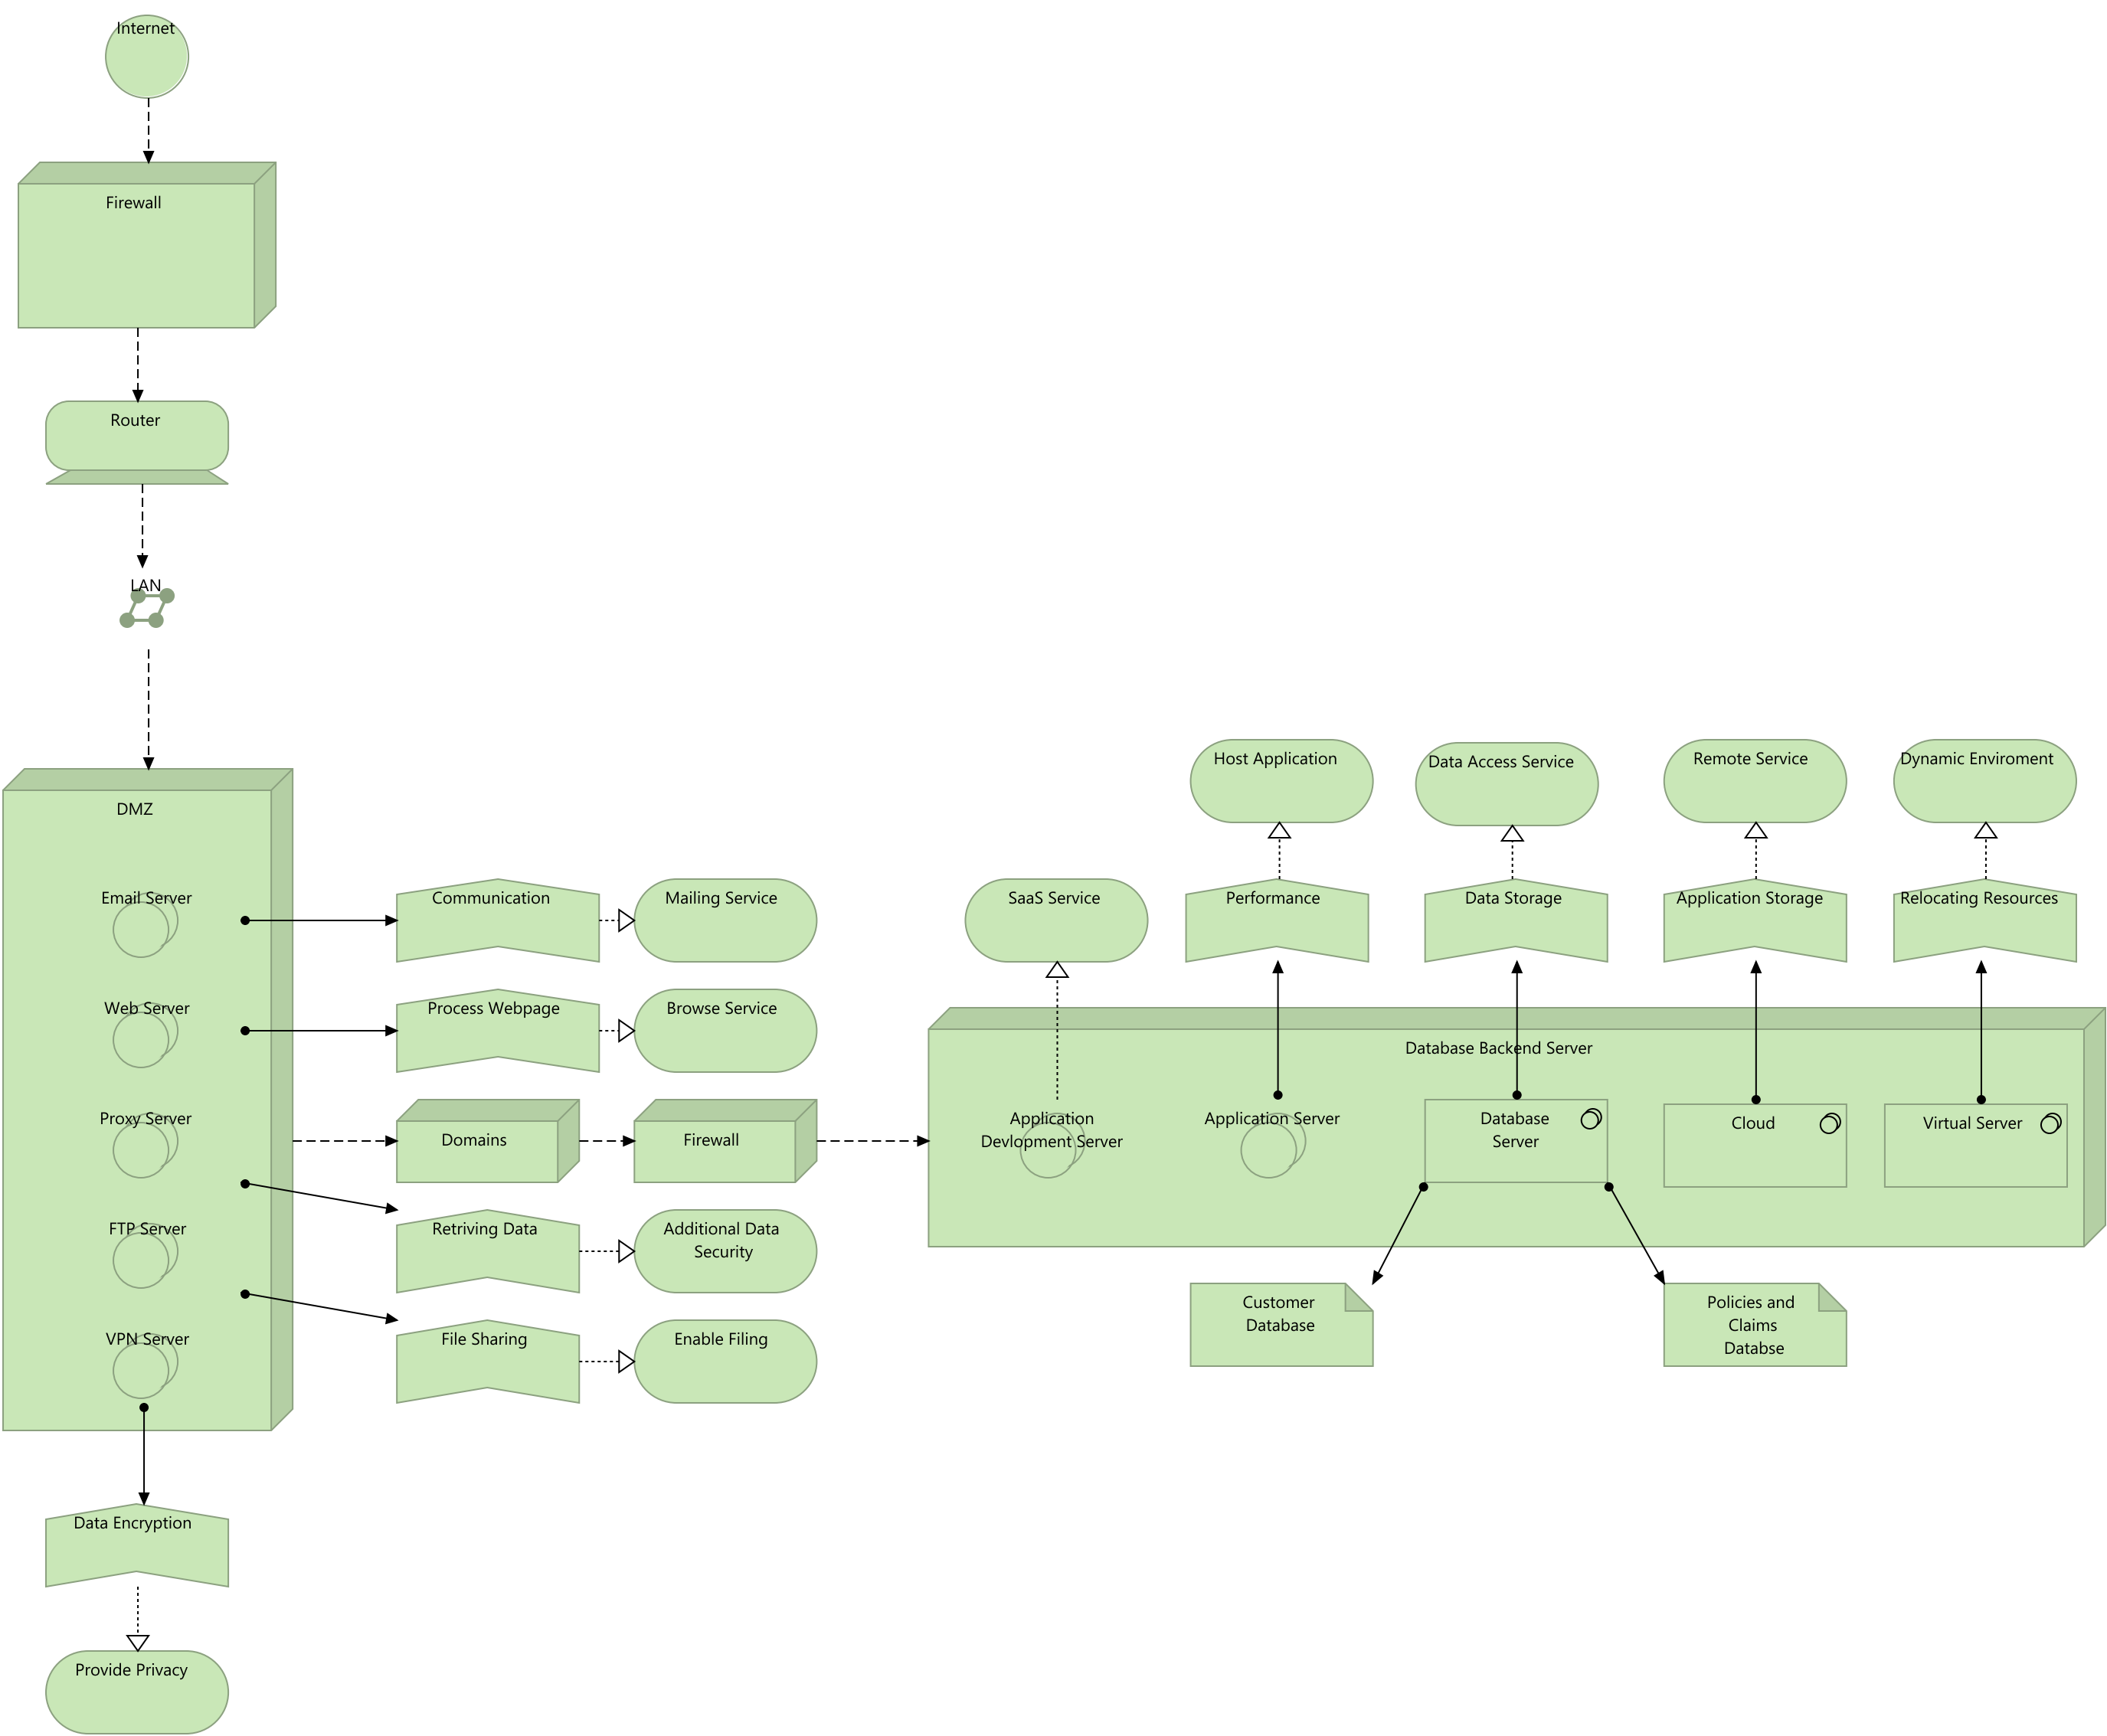 Internet
Firewall
Router
LAN
DMZ
Email Server
Web Server
Proxy Server
FTP Server
VPN Server
Data Encryption
Provide Privacy
Communication
Mailing Service
Process Webpage
Browse Service
Domains
Firewall
Retriving Data
Additional Data
Security
File Sharing
Enable Filing
Host Application
Data Access Service
Remote Service
Dynamic Enviroment
SaaS Service
Performance
Data Storage
Application Storage
Relocating Resources
Database Backend Server
Application
Devlopment Server
Application Server
Database
Server
Cloud
Virtual Server
Customer
Database
Policies and
Claims
Databse